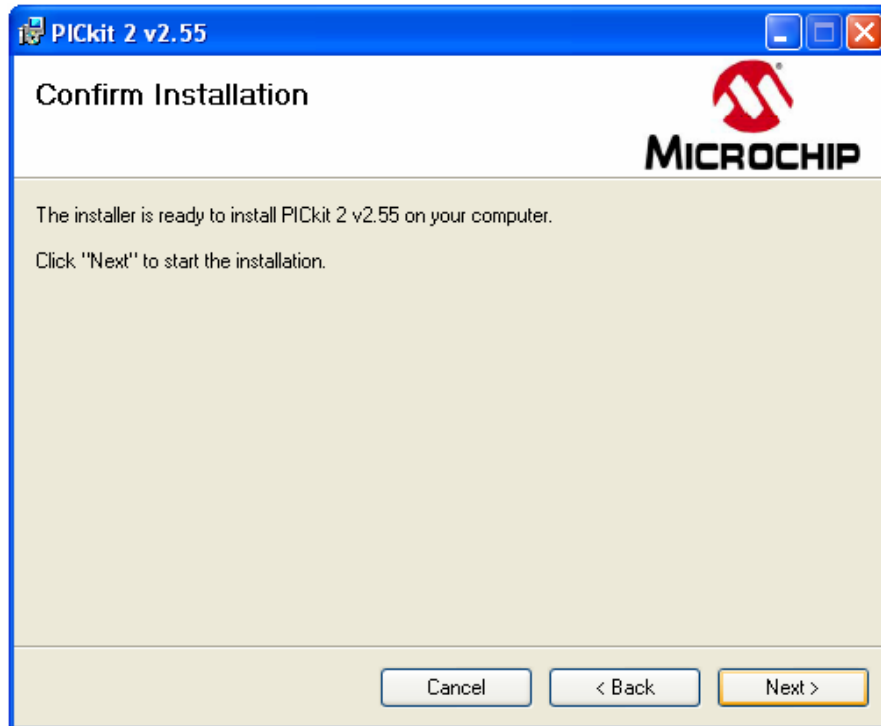 PICkit 2 v2.55
Confirm Installation
MICROCHIP
The installer is ready to install PICkit 2 v2.55 on your computer.
Click "Next" to start the installation.
Cancel
< Back
Next >